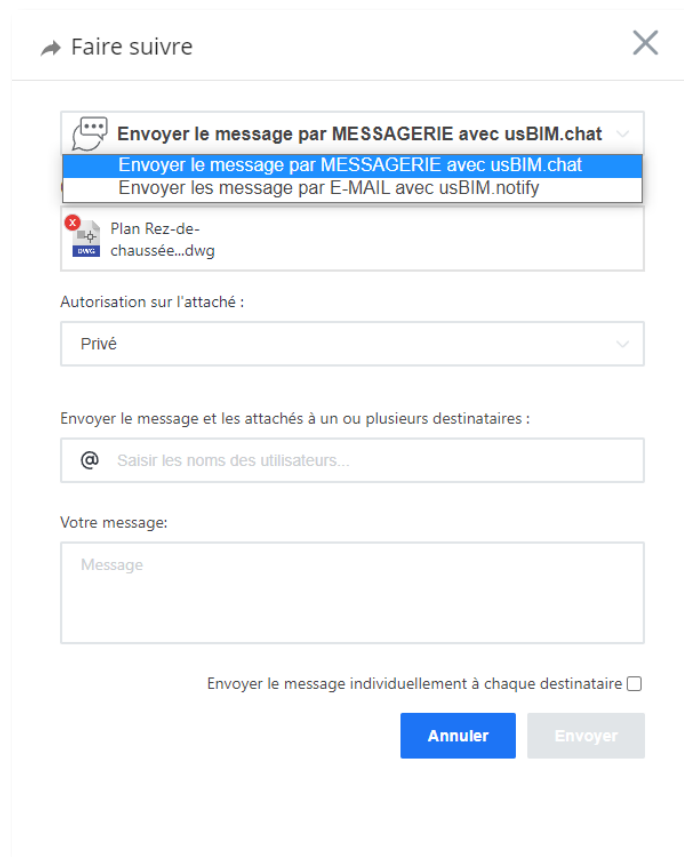 Faire suivre
Envoyer le message par MESSAGERIE avec usBIM.chat
Envoyer le message par MESSAGERIE avec usBIM.chat
Envoyer les message par E-MAIL avec usBIM.notify
x
DWG
Plan Rez-de-
chaussée...dwg
Autorisation sur l'attaché :
Privé
Envoyer le message et les attachés à un ou plusieurs destinataires :
@ Saisir les noms des utilisateurs...
Votre message:
Message
Envoyer le message individuellement à chaque destinataire
Annuler
Envoyer